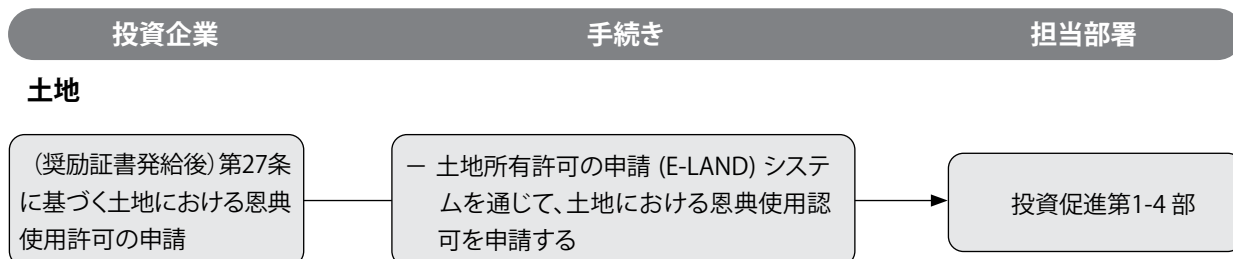 投資企業 手続き 担当部署
土地
（奨励証書発給後）第27条
に基づく土地における恩典
使用許可の申請
− 土地所有許可の申請 (E-LAND) システ
ムを通じて、土地における恩典使用認
可を申請する
投資促進第1-4 部